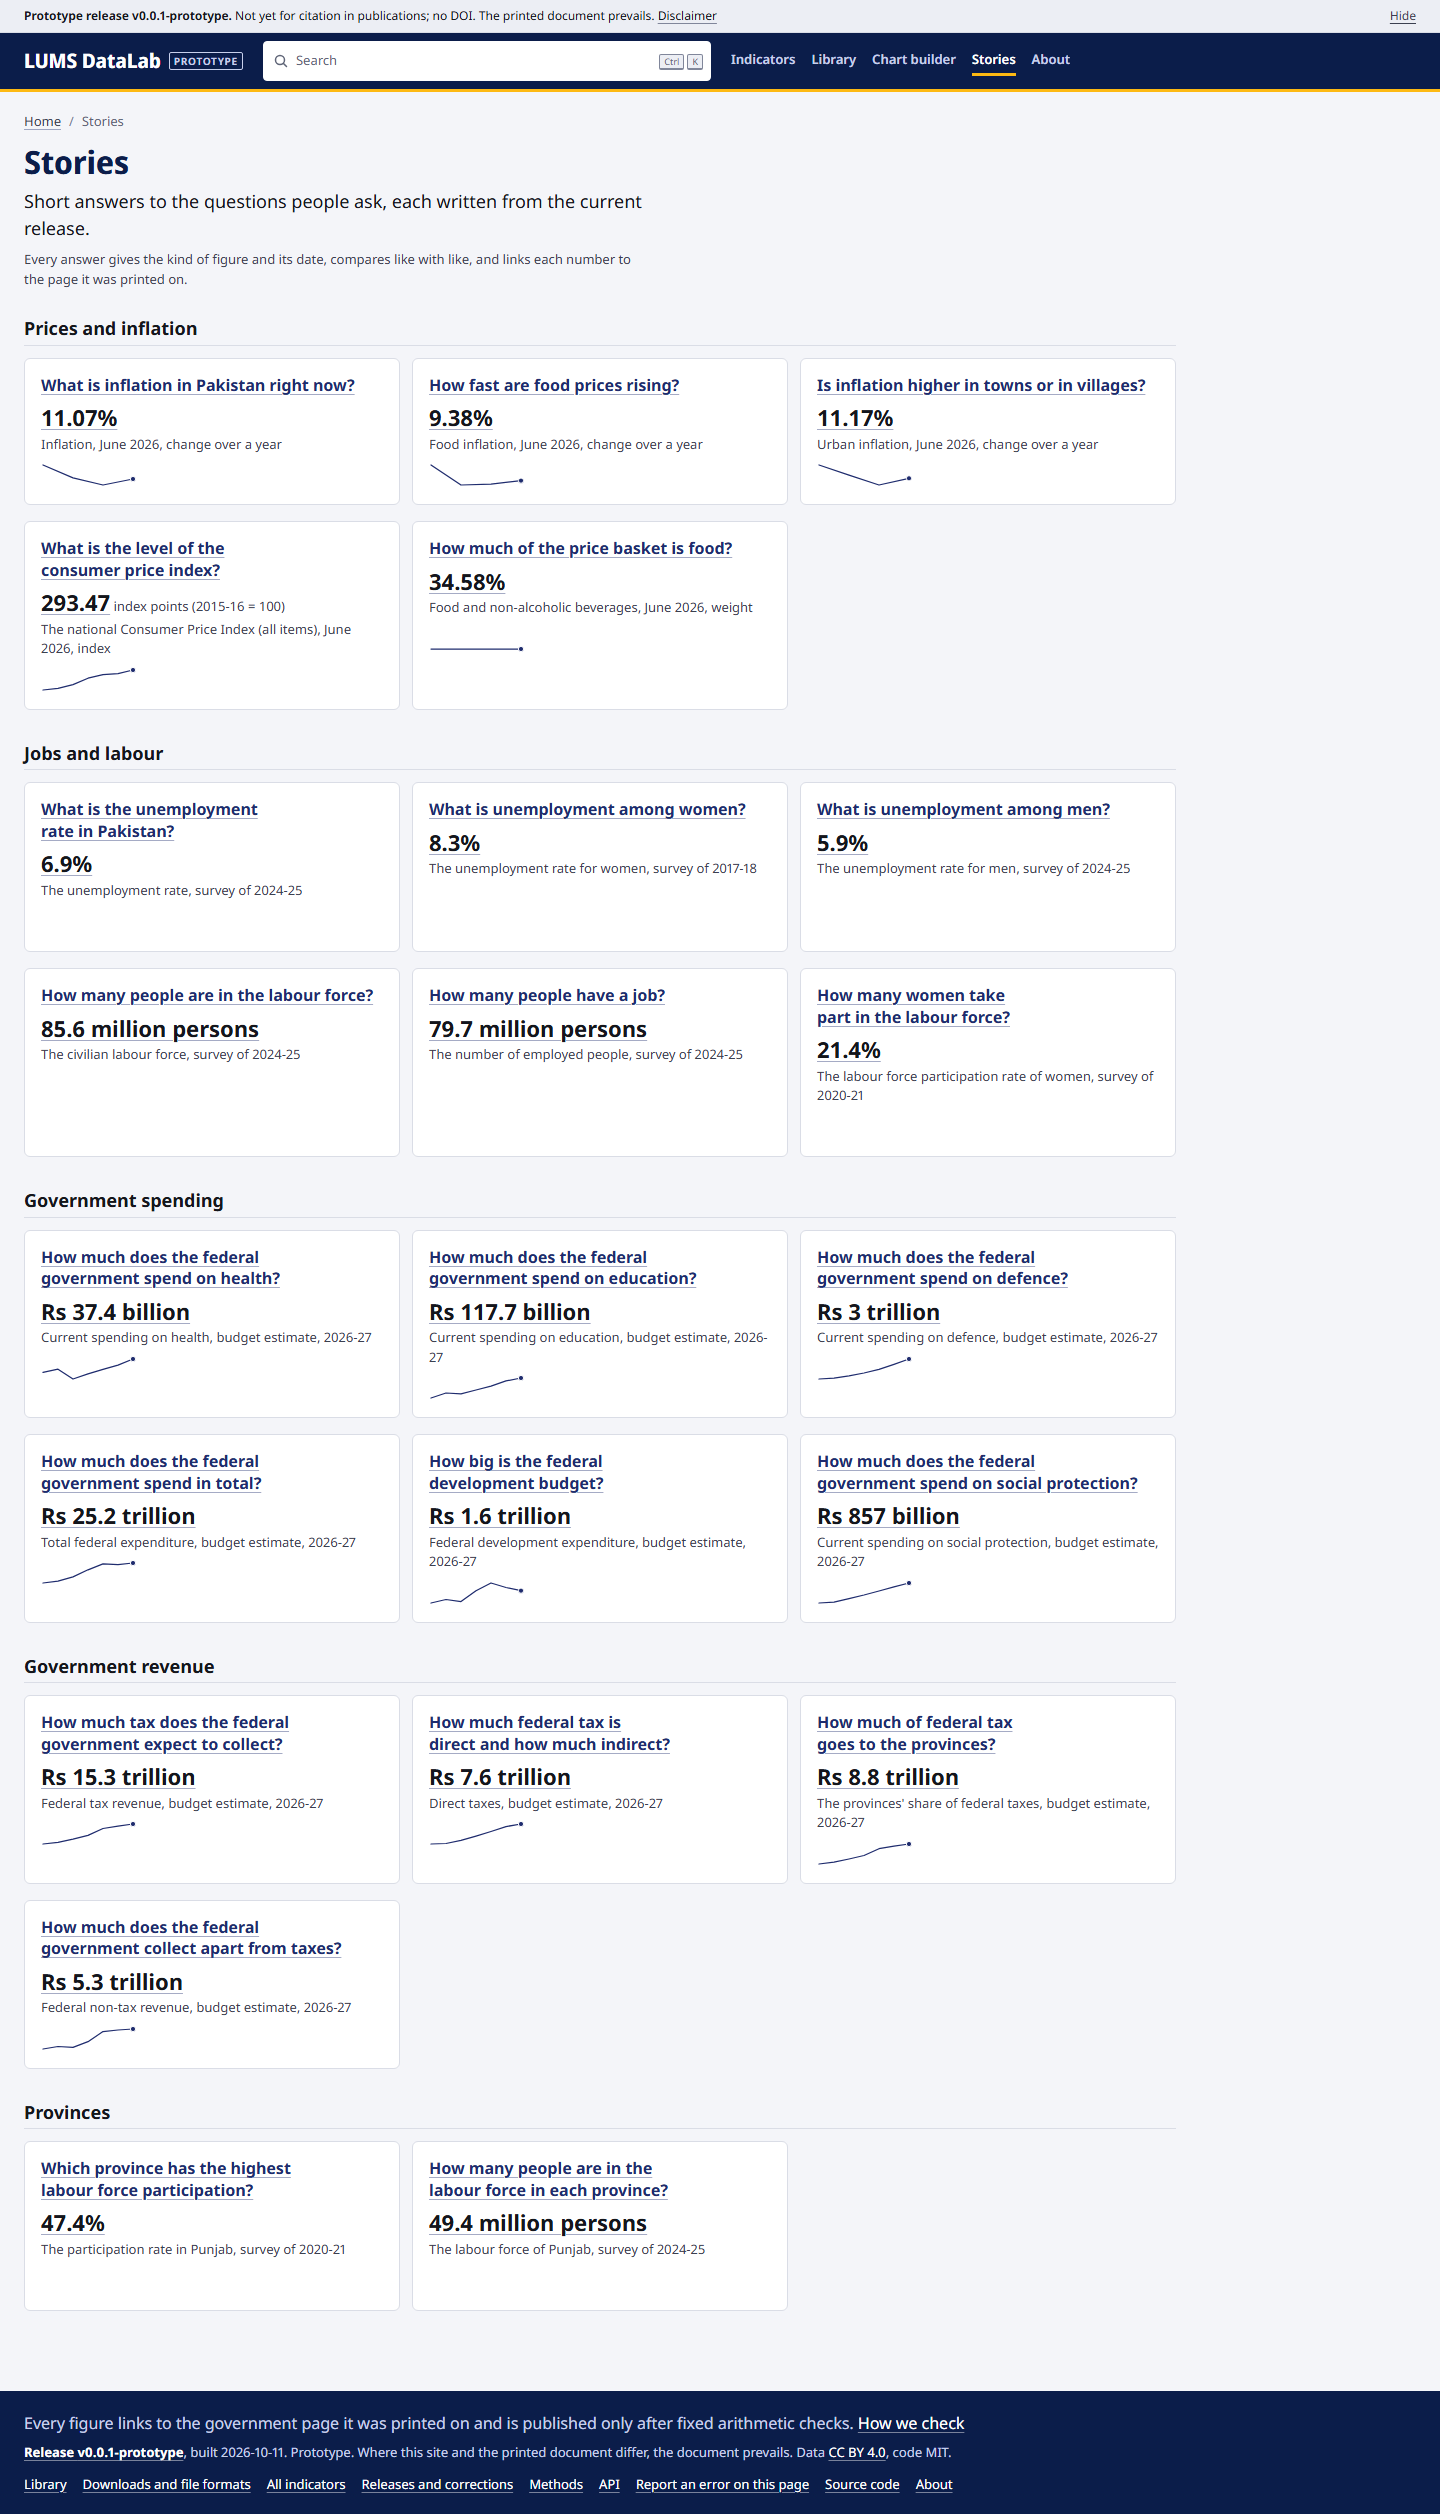 Prototype release v0.0.1-prototype. Not yet for citation in publications; no DOI. The printed document prevails. Disclaimer
Hide
LUMS DataLab PROTOTYPE Search Ctrl K Indicators Library Chart builder Stories About
Home / Stories
Stories
Short answers to the questions people ask, each written from the current
release.
Every answer gives the kind of figure and its date, compares like with like, and links each number to
the page it was printed on.
Prices and inflation
What is inflation in Pakistan right now?
11.07%
Inflation, June 2026, change over a year
How fast are food prices rising?
9.38%
Food inflation, June 2026, change over a year
Is inflation higher in towns or in villages?
11.17%
Urban inflation, June 2026, change over a year
What is the level of the
consumer price index?
293.47 index points (2015-16 = 100)
The national Consumer Price Index (all items), June
2026, index
How much of the price basket is food?
34.58%
Food and non-alcoholic beverages, June 2026, weight
Jobs and labour
What is the unemployment
rate in Pakistan?
6.9%
The unemployment rate, survey of 2024-25
What is unemployment among women?
8.3%
The unemployment rate for women, survey of 2017-18
What is unemployment among men?
5.9%
The unemployment rate for men, survey of 2024-25
How many people are in the labour force?
85.6 million persons
The civilian labour force, survey of 2024-25
How many people have a job?
79.7 million persons
The number of employed people, survey of 2024-25
How many women take
part in the labour force?
21.4%
The labour force participation rate of women, survey of
2020-21
Government spending
How much does the federal
government spend on health?
Rs 37.4 billion
Current spending on health, budget estimate, 2026-27
How much does the federal
government spend on education?
Rs 117.7 billion
Current spending on education, budget estimate, 2026-
27
How much does the federal
government spend on defence?
Rs 3 trillion
Current spending on defence, budget estimate, 2026-27
How much does the federal
government spend in total?
Rs 25.2 trillion
Total federal expenditure, budget estimate, 2026-27
How big is the federal
development budget?
Rs 1.6 trillion
Federal development expenditure, budget estimate,
2026-27
How much does the federal
government spend on social protection?
Rs 857 billion
Current spending on social protection, budget estimate,
2026-27
Government revenue
How much tax does the federal
government expect to collect?
Rs 15.3 trillion
Federal tax revenue, budget estimate, 2026-27
How much federal tax is
direct and how much indirect?
Rs 7.6 trillion
Direct taxes, budget estimate, 2026-27
How much of federal tax
goes to the provinces?
Rs 8.8 trillion
The provinces' share of federal taxes, budget estimate,
2026-27
How much does the federal
government collect apart from taxes?
Rs 5.3 trillion
Federal non-tax revenue, budget estimate, 2026-27
Provinces
Which province has the highest
labour force participation?
47.4%
The participation rate in Punjab, survey of 2020-21
How many people are in the
labour force in each province?
49.4 million persons
The labour force of Punjab, survey of 2024-25
Every figure links to the government page it was printed on and is published only after fixed arithmetic checks. How we check
Release v0.0.1-prototype, built 2026-10-11. Prototype. Where this site and the printed document differ, the document prevails. Data CC BY 4.0, code MIT.
Library Downloads and file formats All indicators Releases and corrections Methods API Report an error on this page Source code About